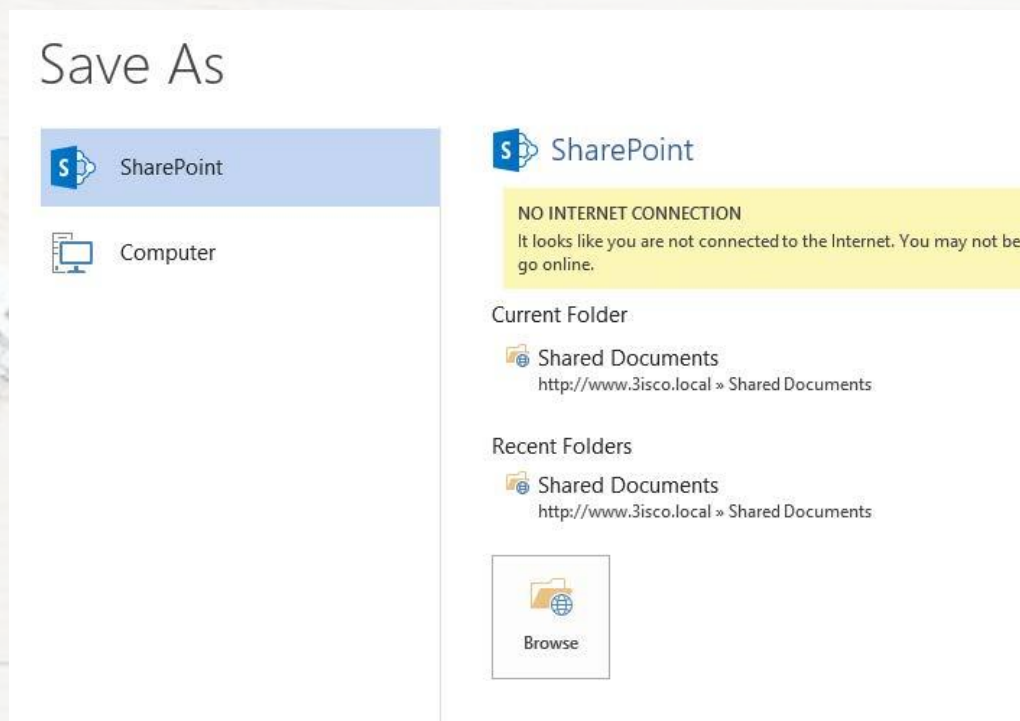 Save As
SharePoint
Computer
S SharePoint
NO INTERNET CONNECTION
It looks like you are not connected to the Internet. You may not be
go online.
Current Folder
Shared Documents
http://www.3isco.local » Shared Documents
Recent Folders
Shared Documents
http://www.3isco.local » Shared Documents
Browse